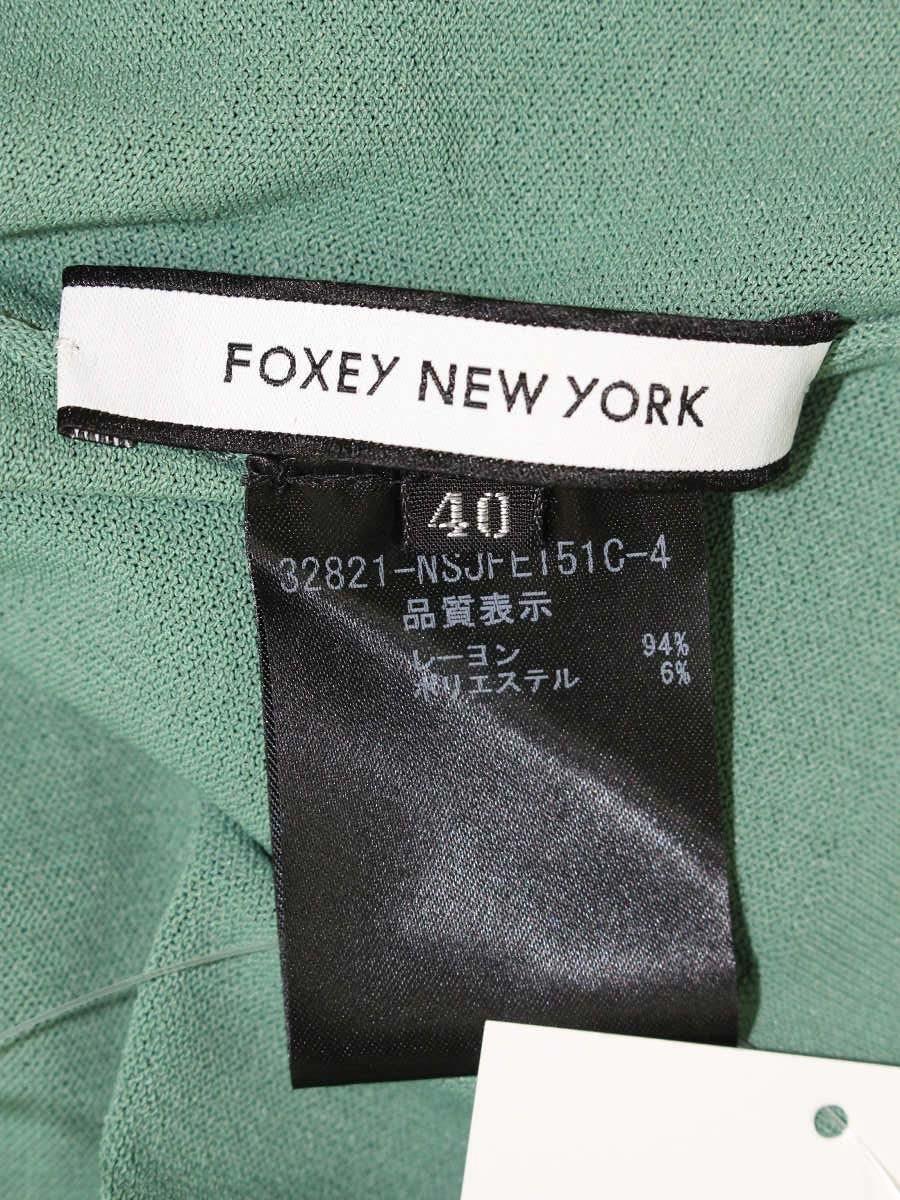 FOXEY NEW YORK
40
32821-NSJFE151C-4
品質表示
レーヨン 94%
ポリエステル 6%